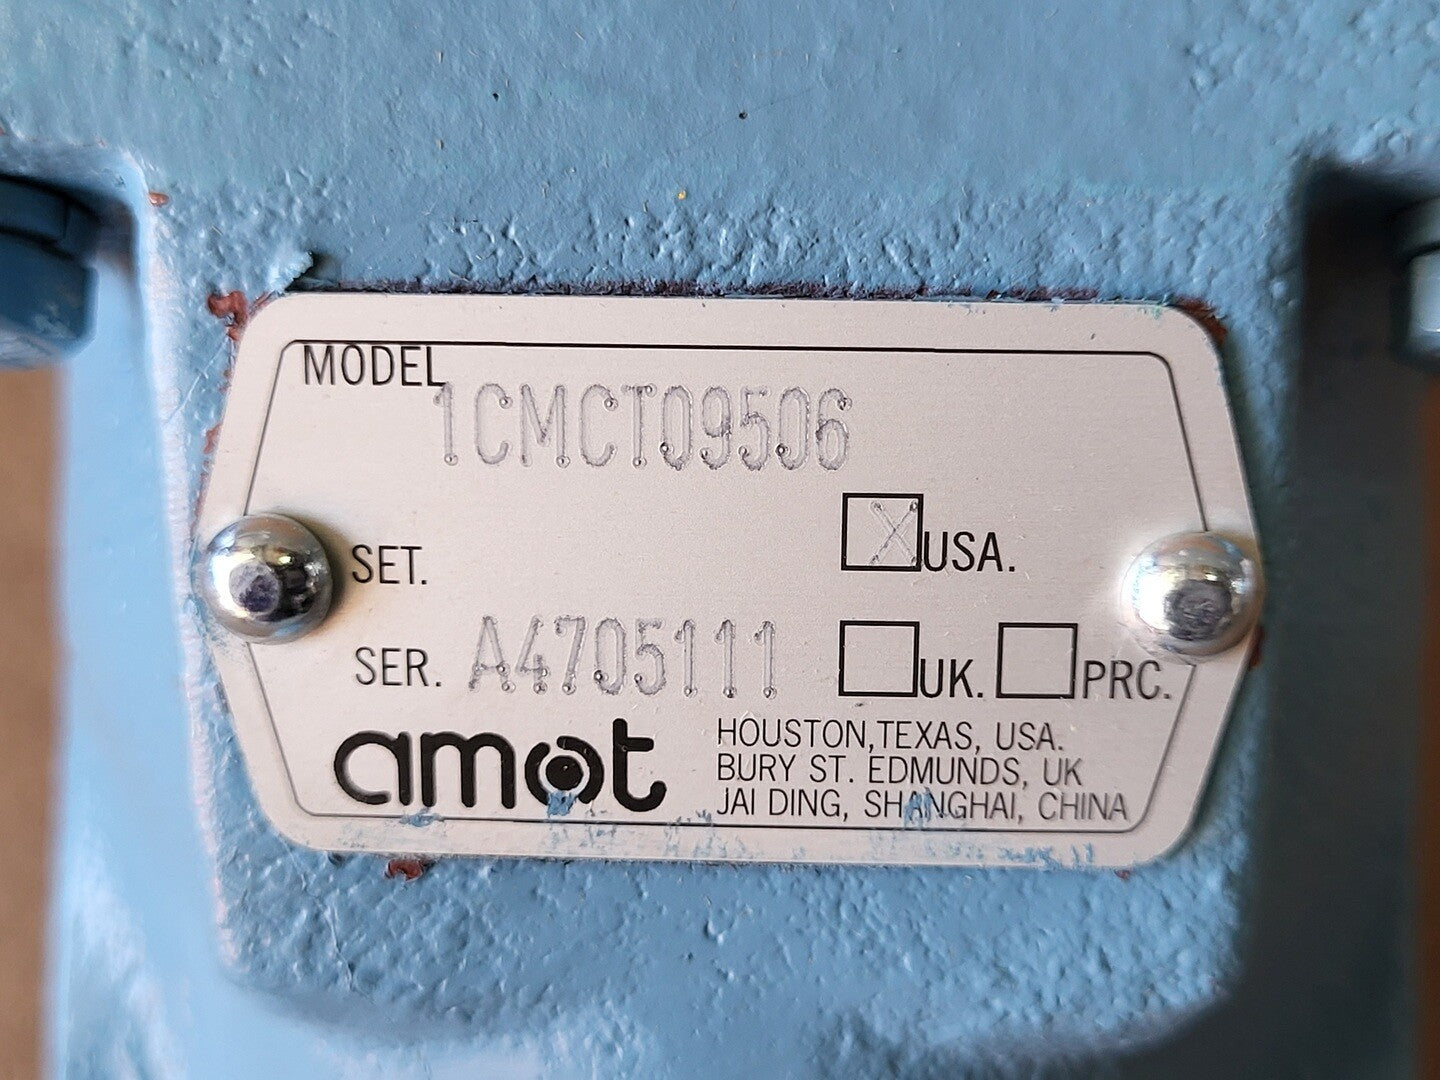 MODEL 1CMCT09506
SET. USA.
SER. A4705111 UK. PRC.
amot
HOUSTON, TEXAS, USA.
BURY ST. EDMUNDS, UK
JAI DING, SHANGHAI, CHINA